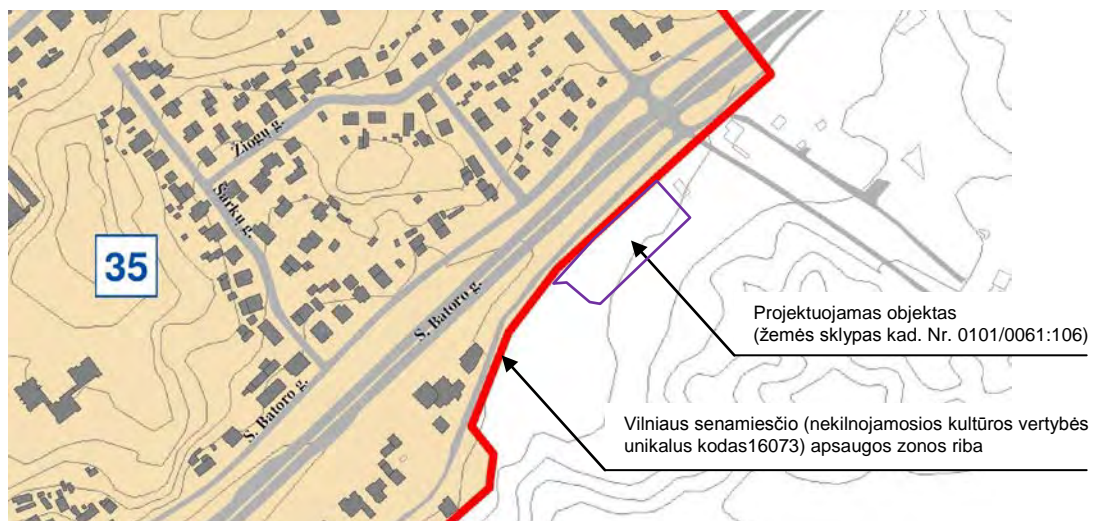 Žiogų g.
Šarkų g.
35
S. Batoro g.
S. Batoro g.
Projektuojamas objektas
(žemės sklypas kad. Nr. 0101/0061:106)
Vilniaus senamiesčio (nekilnojamosios kultūros vertybės
unikalus kodas16073) apsaugos zonos riba